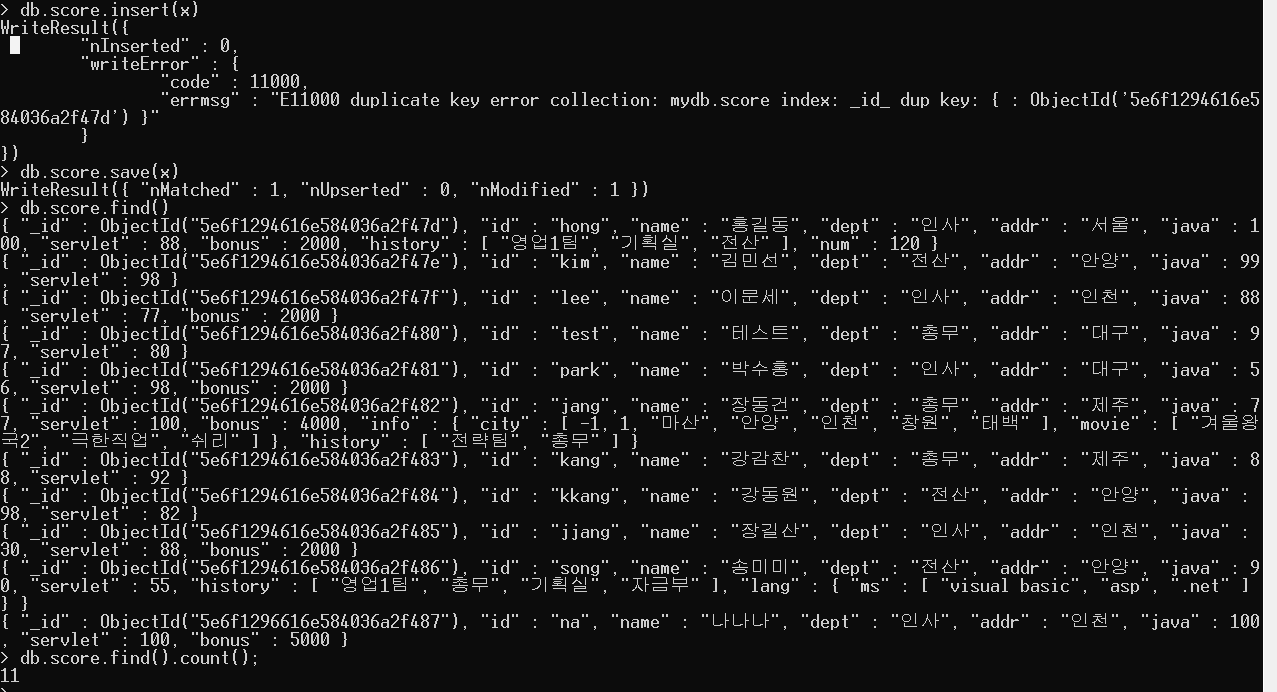 > db.score.insert(x)
WriteResult({
"nInserted" : 0,
"writeError" : {
"code" : 11000,
"errmsg" : "E11000 duplicate key error collection: mydb.score index: _id_ dup key: { : ObjectId('5e6f1294616e5
84036a2f47d') }"
}
})
> db.score.save(x)
WriteResult({ "nMatched" : 1, "nUpserted" : 0, "nModified" : 1 })
> db.score.find()
{ "_id" : ObjectId("5e6f1294616e584036a2f47d"), "id" : "hong", "name" : "홍길동", "dept" : "인사", "addr" : "서울", "java" : 1
00, "servlet" : 88, "bonus" : 2000, "history" : [ "영업1팀", "기획실", "전산" ], "num" : 120 }
{ "_id" : ObjectId("5e6f1294616e584036a2f47e"), "id" : "kim", "name" : "김민선", "dept" : "전산", "addr" : "안양", "java" : 99
, "servlet" : 98 }
{ "_id" : ObjectId("5e6f1294616e584036a2f47f"), "id" : "lee", "name" : "이문세", "dept" : "인사", "addr" : "인천", "java" : 88
, "servlet" : 77, "bonus" : 2000 }
{ "_id" : ObjectId("5e6f1294616e584036a2f480"), "id" : "test", "name" : "테스트", "dept" : "총무", "addr" : "대구", "java" : 9
7, "servlet" : 80 }
{ "_id" : ObjectId("5e6f1294616e584036a2f481"), "id" : "park", "name" : "박수홍", "dept" : "인사", "addr" : "대구", "java" : 5
6, "servlet" : 98, "bonus" : 2000 }
{ "_id" : ObjectId("5e6f1294616e584036a2f482"), "id" : "jang", "name" : "장동건", "dept" : "총무", "addr" : "제주", "java" : 7
7, "servlet" : 100, "bonus" : 4000, "info" : { "city" : [ -1, 1, "마산", "안양", "인천", "창원", "태백" ], "movie" : [ "겨울왕
국2", "극한직업", "쉬리" ] }, "history" : [ "전략팀", "총무" ] }
{ "_id" : ObjectId("5e6f1294616e584036a2f483"), "id" : "kang", "name" : "강감찬", "dept" : "총무", "addr" : "제주", "java" : 8
8, "servlet" : 92 }
{ "_id" : ObjectId("5e6f1294616e584036a2f484"), "id" : "kkang", "name" : "강동원", "dept" : "전산", "addr" : "안양", "java" :
98, "servlet" : 82 }
{ "_id" : ObjectId("5e6f1294616e584036a2f485"), "id" : "jjang", "name" : "장길산", "dept" : "인사", "addr" : "인천", "java" :
30, "servlet" : 88, "bonus" : 2000 }
{ "_id" : ObjectId("5e6f1294616e584036a2f486"), "id" : "song", "name" : "송미미", "dept" : "전산", "addr" : "안양", "java" : 9
0, "servlet" : 55, "history" : [ "영업1팀", "총무", "기획실", "자금부" ], "lang" : { "ms" : [ "visual basic", "asp", ".net" ]
} }
{ "_id" : ObjectId("5e6f1296616e584036a2f487"), "id" : "na", "name" : "나나나", "dept" : "인사", "addr" : "인천", "java" : 100
, "servlet" : 100, "bonus" : 5000 }
> db.score.find().count();
11